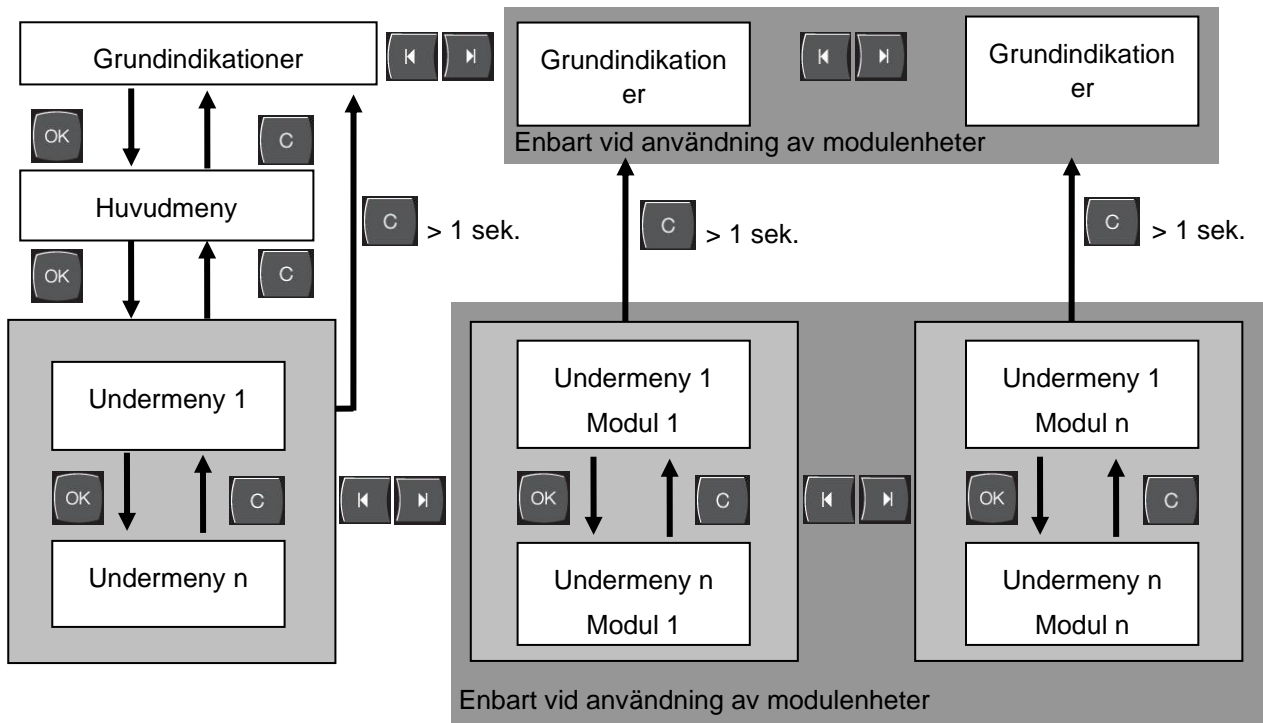 Grundindikationer
Grundindikation
er
Grundindikation
er
Enbart vid användning av modulenheter
OK
C
Huvudmeny
C
> 1 sek.
C
> 1 sek.
C
> 1 sek.
OK
C
Undermeny 1
Undermeny 1
Modul 1
Undermeny 1
Modul n
OK
C
OK
C
OK
C
Undermeny n
Undermeny n
Modul 1
Undermeny n
Modul n
Enbart vid användning av modulenheter